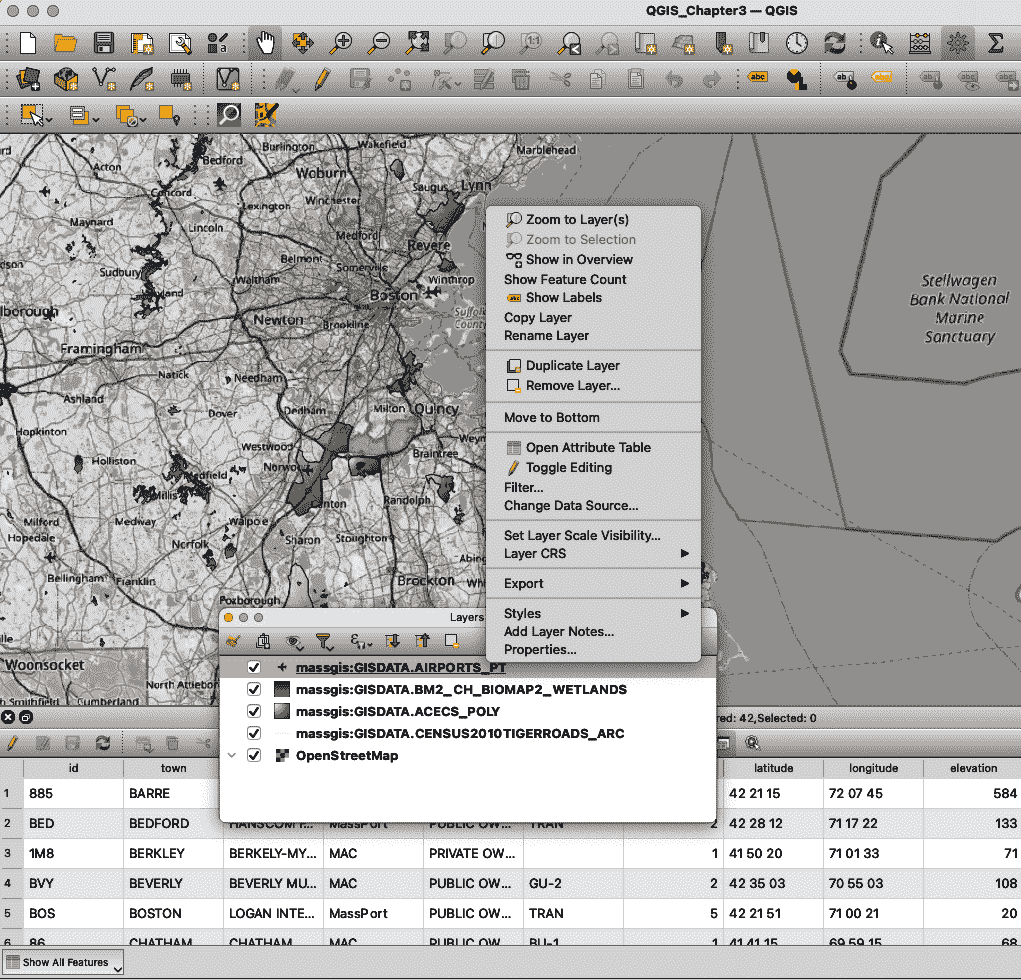 QGIS_Chapter3 — QGIS
Burlington
Wakefield
Marblehead
Acton
Bedford
Woburn
Concord
Saugus
Lynn
Lexington
Winchester
Maynard
Lincoln
Medford
Revere
Belmont
Somerville
Sudbury
Waltham
Winthrop
Boston
Newton
Brookline
Suffolk
County
Framingham
Natick
Needham
Ashland
Dover
Dedham
Milton
Quincy
Hopkinton
Westwood
Holliston
Medfield
Norwood
Braintree
Millis
Canton
Randolph
Milford
Medway
Walpole
Hopedale
Norfolk
Sharon
Stoughton
Bellingham
Franklin
Brockton
Foxborough
Woonsocket
North Attleboro
Cumberland
Stellwagen
Bank National
Marine
Sanctuary
Zoom to Layer(s)
Zoom to Selection
Show in Overview
Show Feature Count
abc Show Labels
Copy Layer
Rename Layer
Duplicate Layer
Remove Layer...
Move to Bottom
Open Attribute Table
Toggle Editing
Filter...
Change Data Source...
Set Layer Scale Visibility...
Layer CRS
Export
Styles
Add Layer Notes...
Properties...
Layers
massgis:GISDATA.AIRPORTS_PT
massgis:GISDATA.BM2_CH_BIOMAP2_WETLANDS
massgis:GISDATA.ACECS_POLY
massgis:GISDATA.CENSUS2010TIGERROADS_ARC
OpenStreetMap
red: 42,Selected: 0
id town latitude longitude elevation
1 885 BARRE 42 21 15 72 07 45 584
2 BED BEDFORD HANSCOM F... MassPort PUBLIC OW... TRAN 2 42 28 12 71 17 22 133
3 1M8 BERKLEY BERKELY-MY... MAC PRIVATE OW... 1 41 50 20 71 01 33 71
4 BVY BEVERLY BEVERLY MU... MAC PUBLIC OW... GU-2 2 42 35 03 70 55 03 108
5 BOS BOSTON LOGAN INTE... MassPort PUBLIC OW... TRAN 5 42 21 51 71 00 21 20
6 86 CHATHAM CHATHAM MAC PUBLIC OW... BU-1 1 41 41 15 69 59 15 68
Show All Features